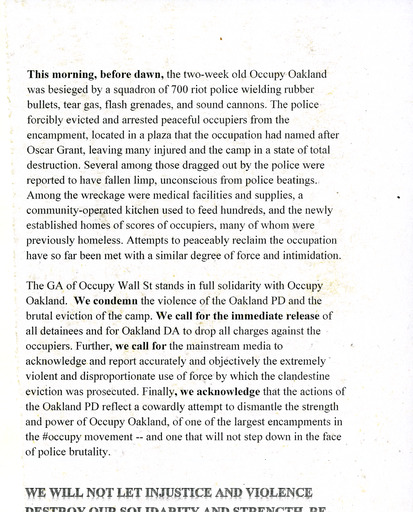 This morning, before dawn, the two-week old Occupy Oakland
was besieged by a squadron of 700 riot police wielding rubber
bullets, tear gas, flash grenades, and sound cannons. The police
forcibly evicted and arrested peaceful occupiers from the
encampment, located in a plaza that the occupation had named after
Oscar Grant, leaving many injured and the camp in a state of total
destruction. Several among those dragged out by the police were
reported to have fallen limp, unconscious from police beatings.
Among the wreckage were medical facilities and supplies, a
community-operated kitchen used to feed hundreds, and the newly
established homes of scores of occupiers, many of whom were
previously homeless. Attempts to peaceably reclaim the occupation
have so far been met with a similar degree of force and intimidation.
The GA of Occupy Wall St stands in full solidarity with Occupy
Oakland. We condemn the violence of the Oakland PD and the
brutal eviction of the camp. We call for the immediate release of
all detainees and for Oakland DA to drop all charges against the
occupiers. Further, we call for the mainstream media to
acknowledge and report accurately and objectively the extremely
violent and disproportionate use of force by which the clandestine
eviction was prosecuted. Finally, we acknowledge that the actions of
the Oakland PD reflect a cowardly attempt to dismantle the strength
and power of Occupy Oakland, of one of the largest encampments in
the #occupy movement -- and one that will not step down in the face
of police brutality.
WE WILL NOT LET INJUSTICE AND VIOLENCE
DESTROY OUR SOLIDARITY AND STRENGTH. BE